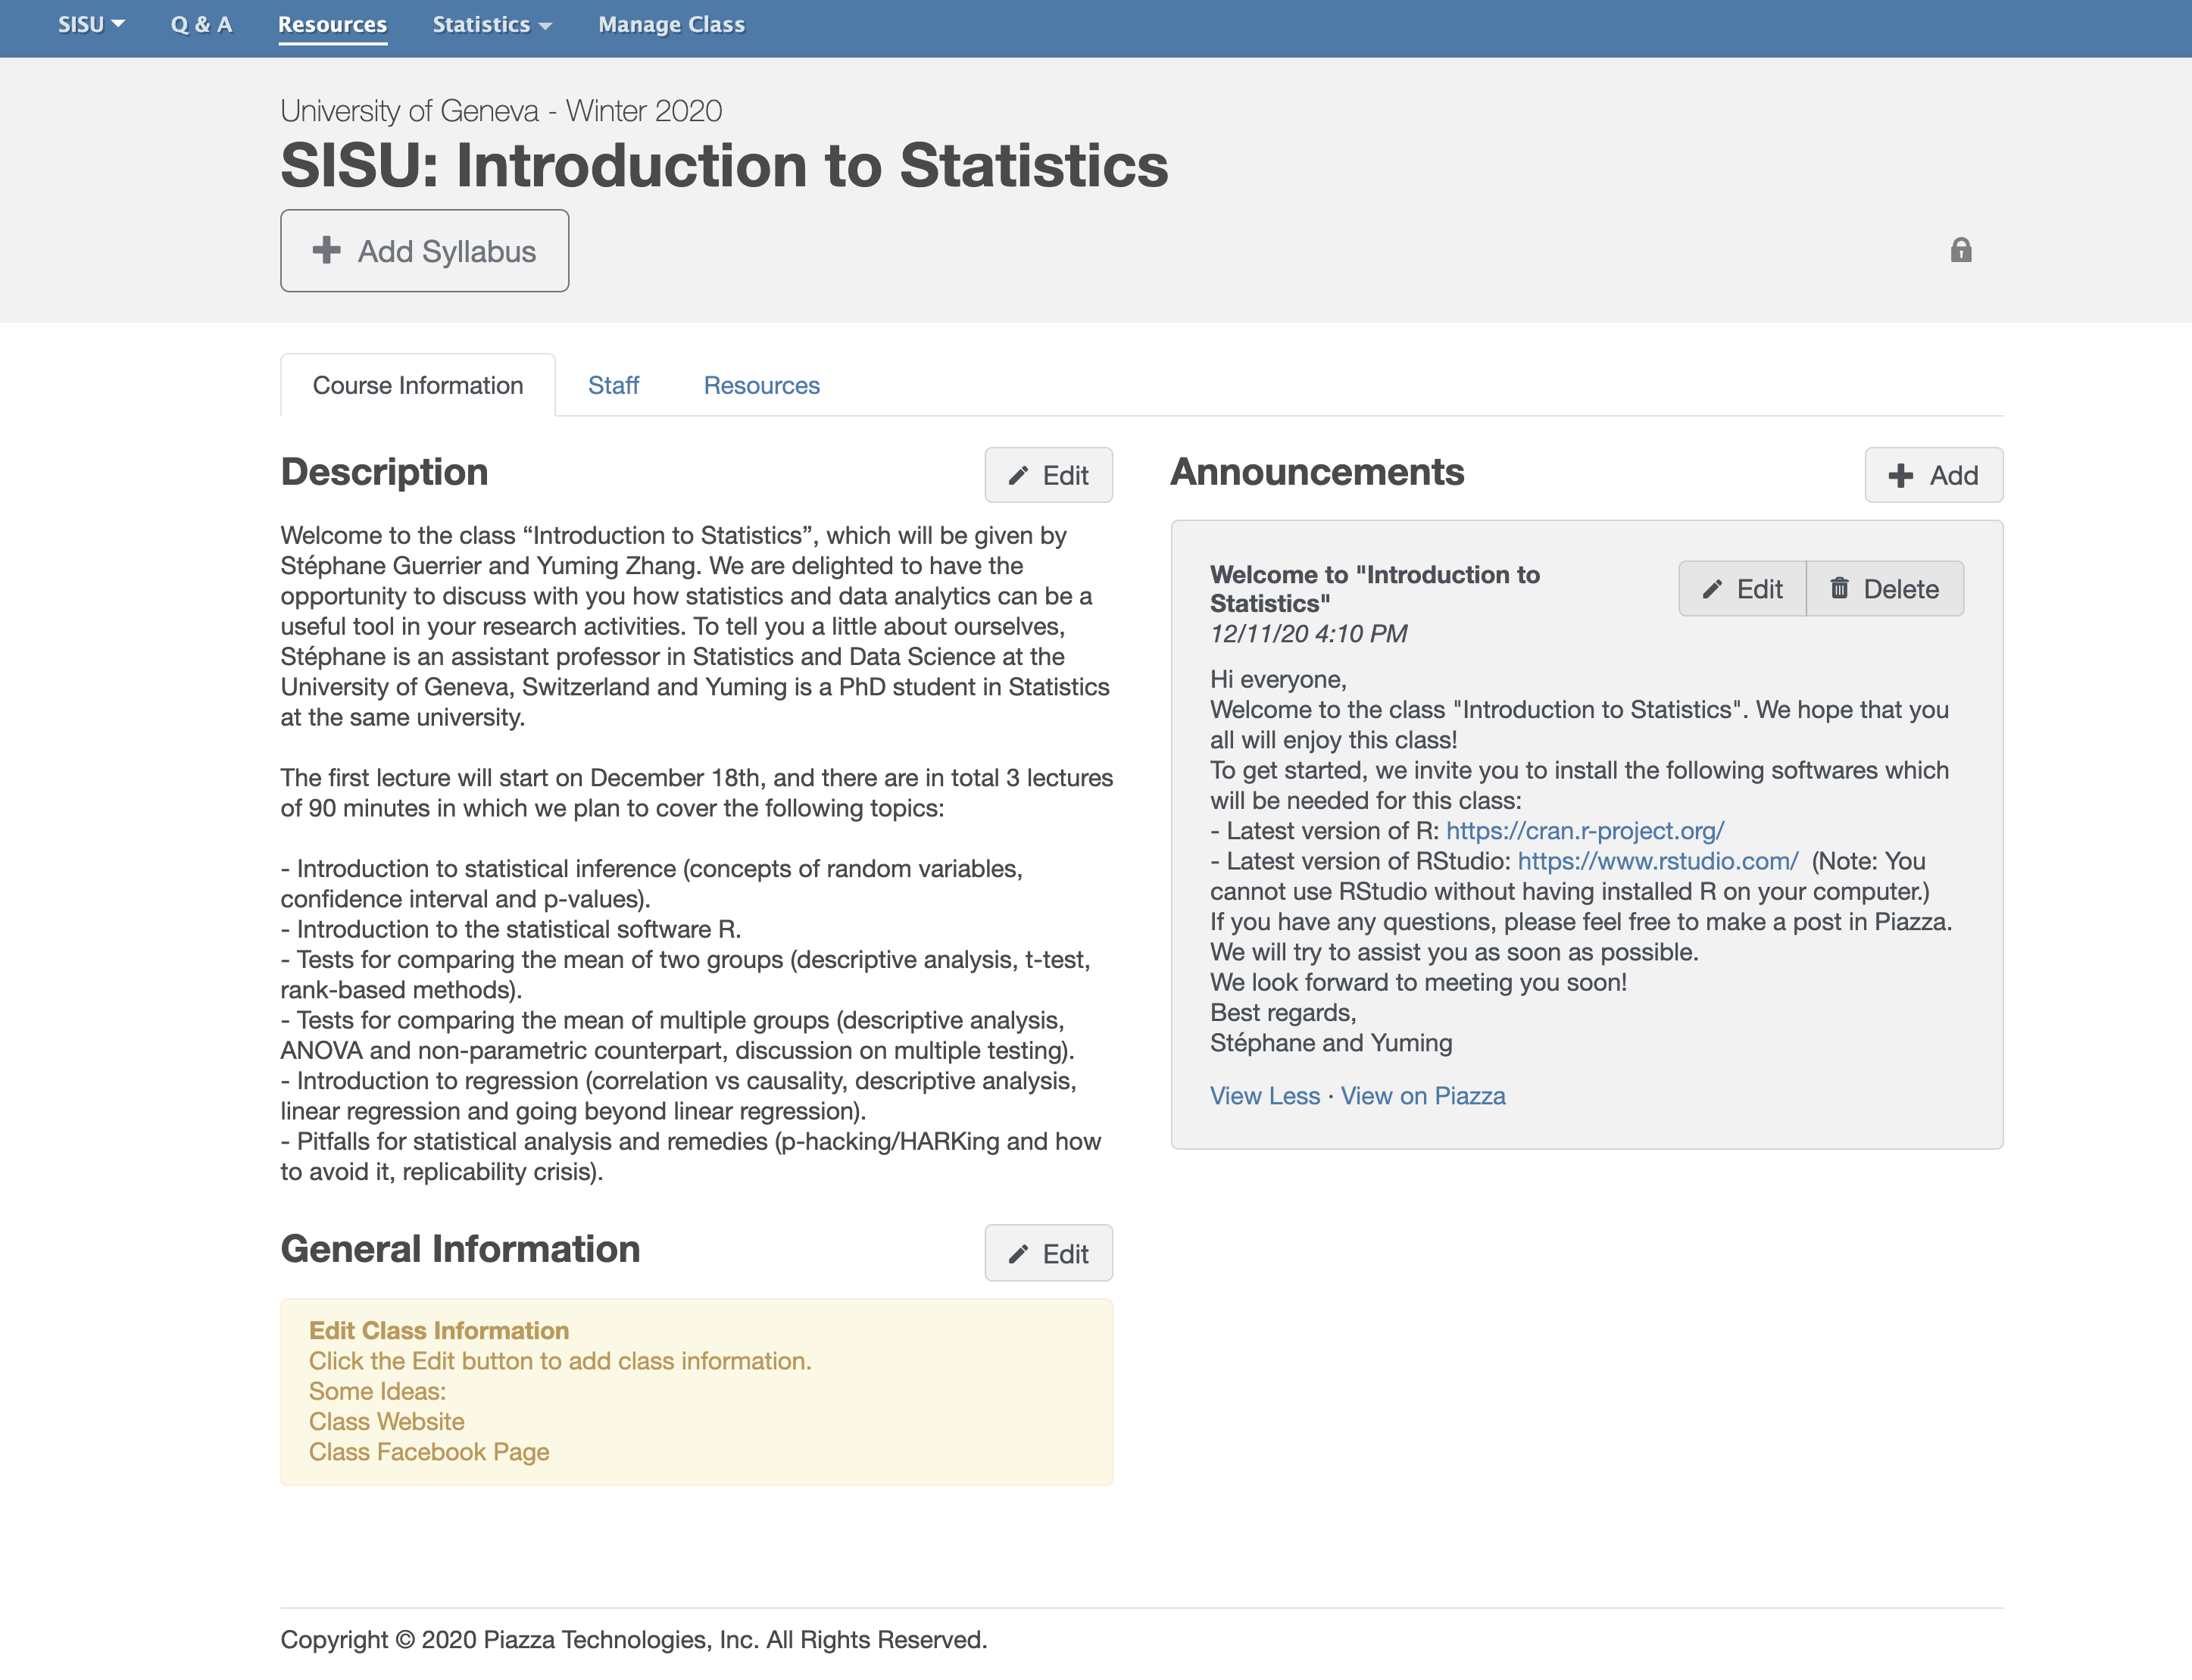 SISU
Q & A
Resources
Statistics
Manage Class
University of Geneva - Winter 2020
SISU: Introduction to Statistics
Add Syllabus
Course Information
Staff
Resources
Description
Edit
Welcome to the class “Introduction to Statistics”, which will be given by
Stéphane Guerrier and Yuming Zhang. We are delighted to have the
opportunity to discuss with you how statistics and data analytics can be a
useful tool in your research activities. To tell you a little about ourselves,
Stéphane is an assistant professor in Statistics and Data Science at the
University of Geneva, Switzerland and Yuming is a PhD student in Statistics
at the same university.
The first lecture will start on December 18th, and there are in total 3 lectures
of 90 minutes in which we plan to cover the following topics:
- Introduction to statistical inference (concepts of random variables,
confidence interval and p-values).
- Introduction to the statistical software R.
- Tests for comparing the mean of two groups (descriptive analysis, t-test,
rank-based methods).
- Tests for comparing the mean of multiple groups (descriptive analysis,
ANOVA and non-parametric counterpart, discussion on multiple testing).
- Introduction to regression (correlation vs causality, descriptive analysis,
linear regression and going beyond linear regression).
- Pitfalls for statistical analysis and remedies (p-hacking/HARKing and how
to avoid it, replicability crisis).
General Information
Edit
Edit Class Information
Click the Edit button to add class information.
Some Ideas:
Class Website
Class Facebook Page
Announcements
Add
Welcome to "Introduction to
Statistics"
Edit
Delete
12/11/20 4:10 PM
Hi everyone,
Welcome to the class "Introduction to Statistics". We hope that you
all will enjoy this class!
To get started, we invite you to install the following softwares which
will be needed for this class:
- Latest version of R: https://cran.r-project.org/
- Latest version of RStudio: https://www.rstudio.com/ (Note: You
cannot use RStudio without having installed R on your computer.)
If you have any questions, please feel free to make a post in Piazza.
We will try to assist you as soon as possible.
We look forward to meeting you soon!
Best regards,
Stéphane and Yuming
View Less · View on Piazza
Copyright © 2020 Piazza Technologies, Inc. All Rights Reserved.